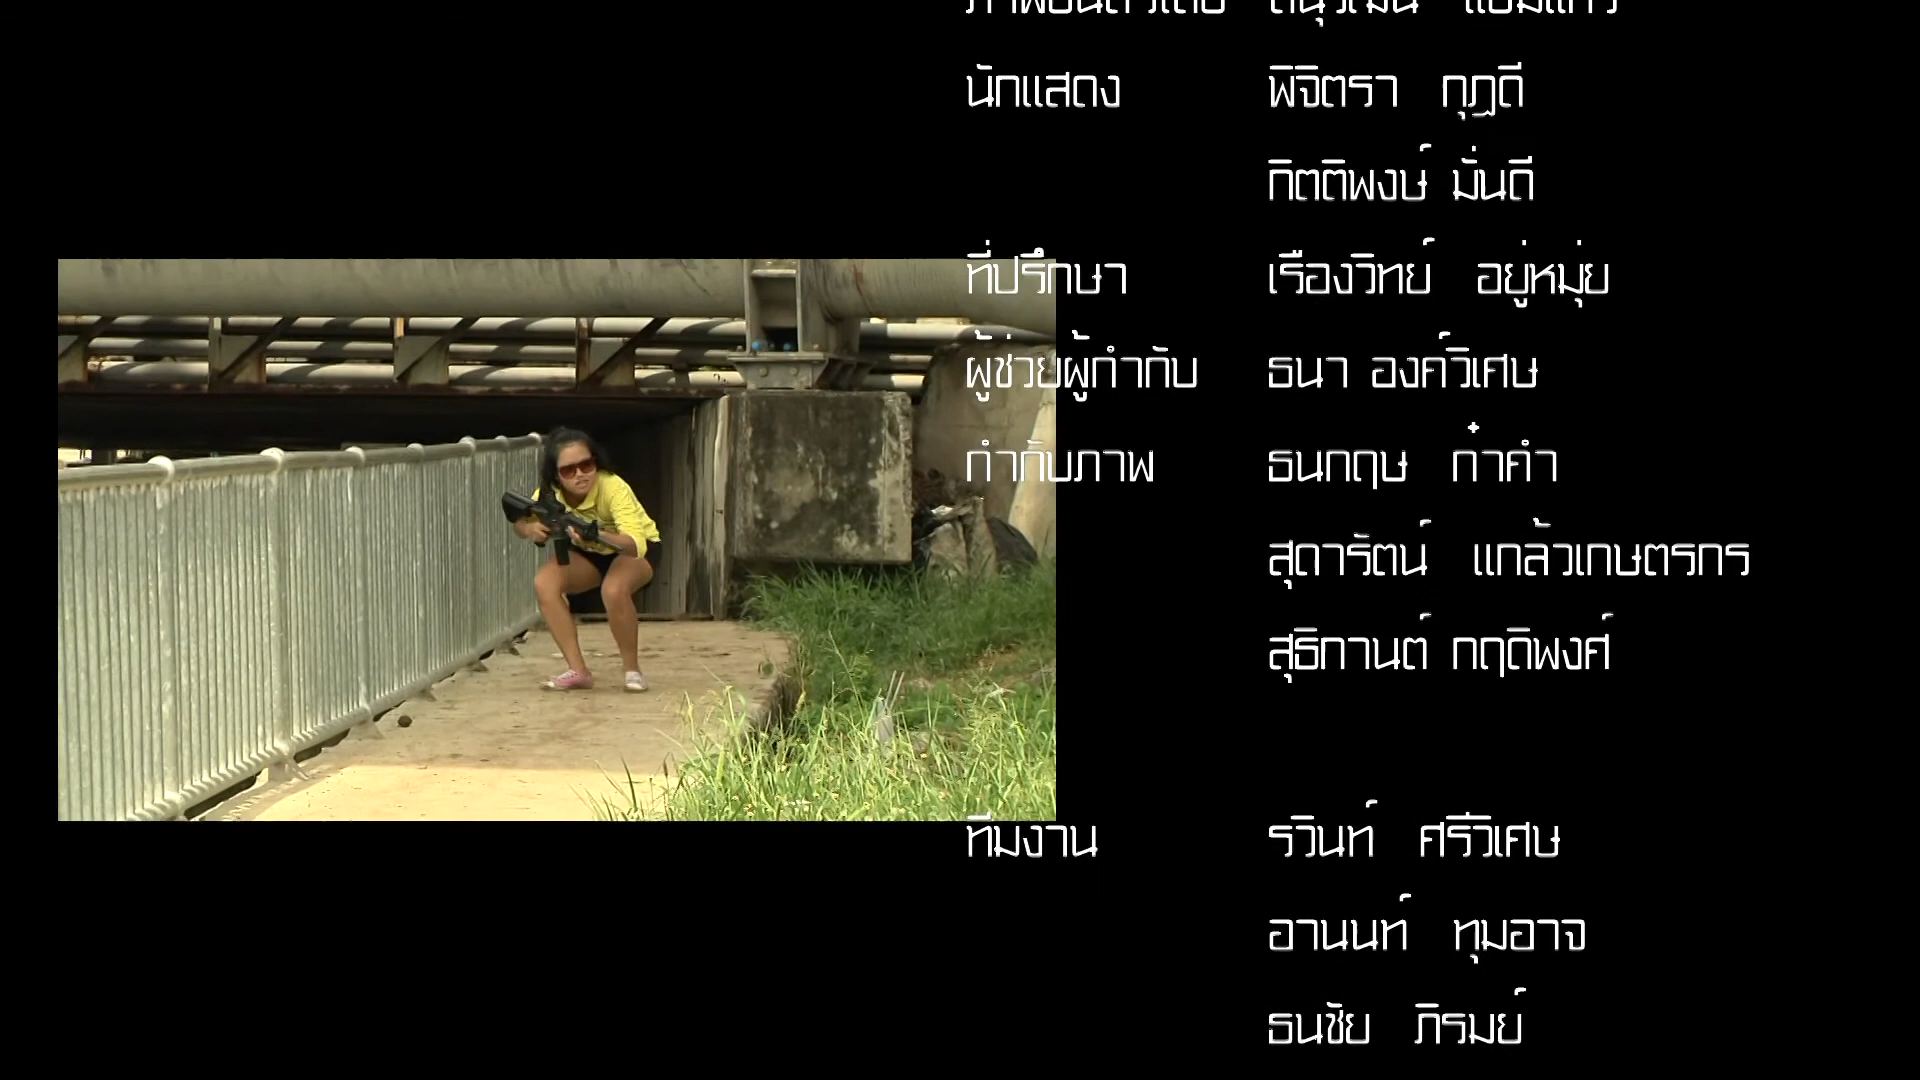 นักแสดง พิจิตรา กุฎดี
กิตติพงษ์ มั่นดี
ที่ปรึกษา เรืองวิทย์ อยู่หมุ่ย
ผู้ช่วยผู้กำกับ ธนา องค์วิเศษ
กำกับภาพ ธนกฤษ ก๋าคำ
สุดารัตน์ แกล้วเกษตรกร
สุธิกานต์ กฤดิพงศ์
ทีมงาน รวินท์ ศรีวิเศษ
อานนท์ ทุมอาจ
ธนชัย ภิรมย์